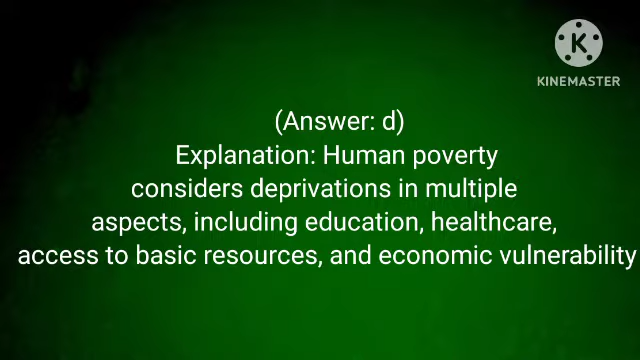 K
KINEMASTER
(Answer: d)
Explanation: Human poverty
considers deprivations in multiple
aspects, including education, healthcare,
access to basic resources, and economic vulnerability